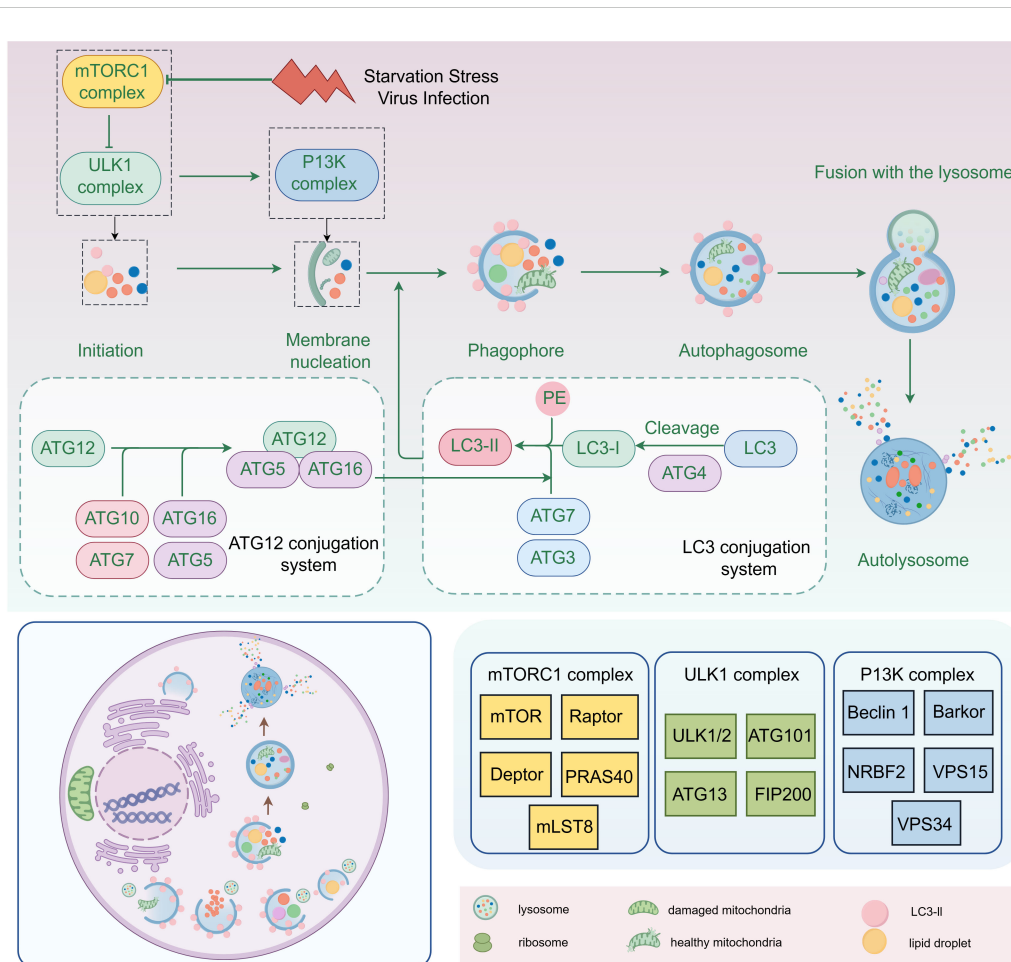 mTORC1
complex
Starvation Stress
Virus Infection
ULK1
complex
P13K
complex
Fusion with the lysosome
Initiation
Membrane
nucleation
Phagophore
Autophagosome
ATG12
ATG12
ATG5
ATG16
ATG10
ATG16
ATG7
ATG5
ATG12 conjugation
system
PE
LC3-II
LC3-I
Cleavage
LC3
ATG4
ATG7
ATG3
LC3 conjugation
system
Autolysosome
mTORC1 complex
mTOR
Raptor
Deptor
PRAS40
mLST8
ULK1 complex
ULK1/2
ATG101
ATG13
FIP200
P13K complex
Beclin 1
Barkor
NRBF2
VPS15
VPS34
lysosome
damaged mitochondria
LC3-II
ribosome
healthy mitochondria
lipid droplet